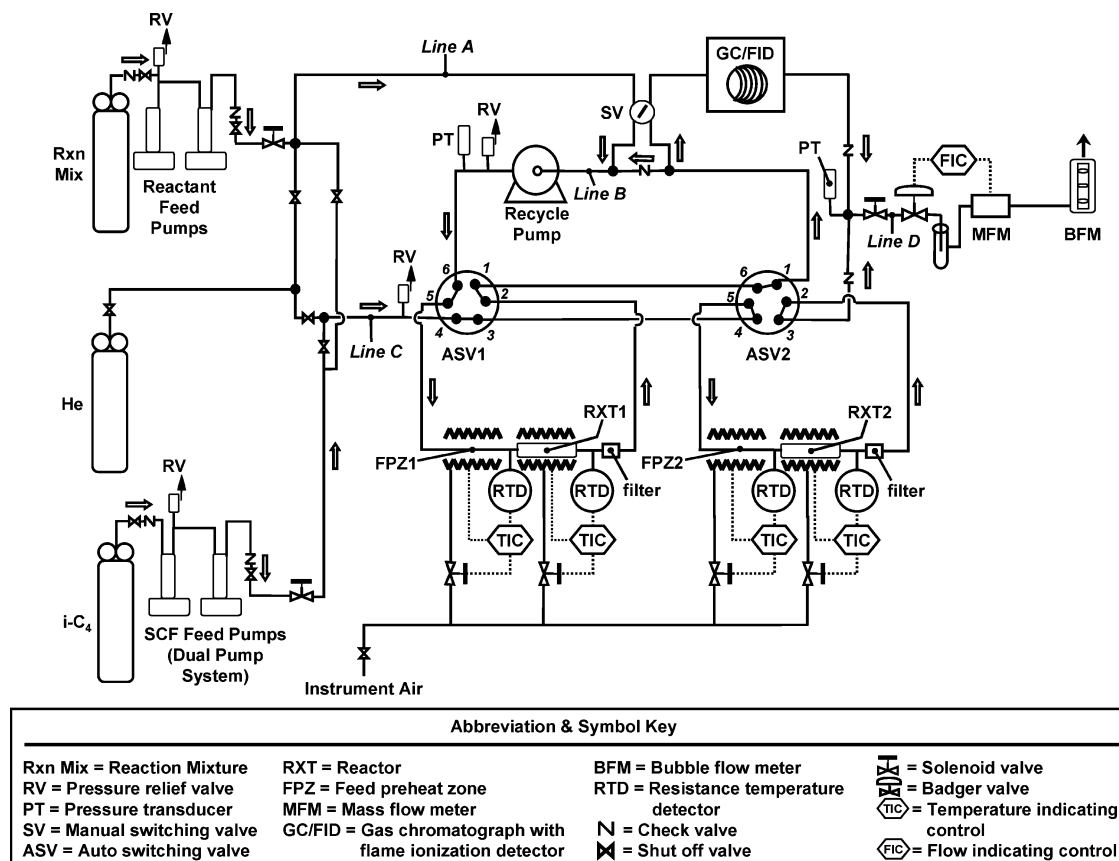 RV
Line A
GC/FID
SV
Rxn
Mix
Reactant
Feed
Pumps
PT
RV
Recycle
Pump
Line B
PT
FIC
Line D
MFM
BFM
RV
6
1
5
2
4
3
ASV1
6
1
5
2
4
3
ASV2
Line C
He
RXT1
FPZ1
filter
RTD
RTD
TIC
TIC
RXT2
FPZ2
filter
RTD
RTD
TIC
TIC
RV
i-C4
SCF Feed Pumps
(Dual Pump
System)
Instrument Air
Abbreviation & Symbol Key
Rxn Mix = Reaction Mixture
RV = Pressure relief valve
PT = Pressure transducer
SV = Manual switching valve
ASV = Auto switching valve
RXT = Reactor
FPZ = Feed preheat zone
MFM = Mass flow meter
GC/FID = Gas chromatograph with
flame ionization detector
BFM = Bubble flow meter
RTD = Resistance temperature
detector
= Check valve
= Shut off valve
= Solenoid valve
= Badger valve
TIC = Temperature indicating
control
FIC = Flow indicating control